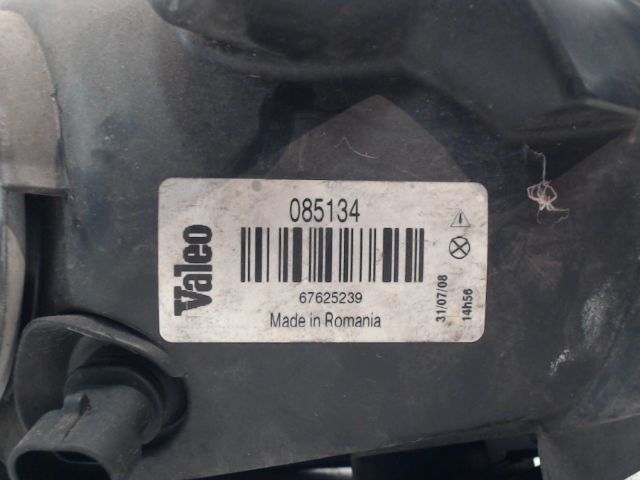 Valeo
085134
67625239
Made in Romania
31/07/08
14h56